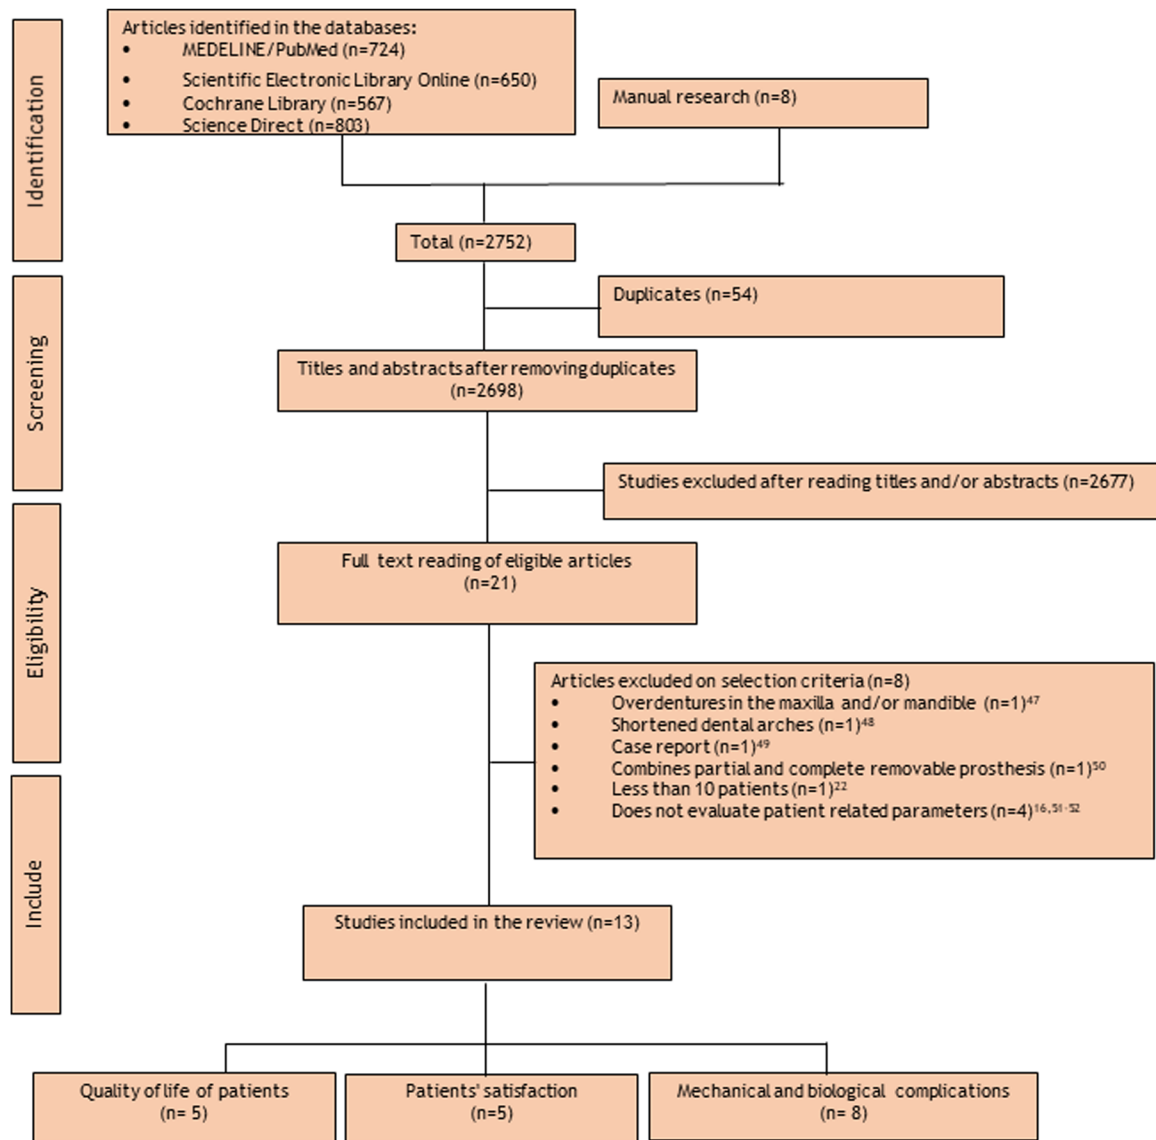 Identification
Articles identified in the databases:
• MEDELINE/PubMed (n=724)
• Scientific Electronic Library Online (n=650)
• Cochrane Library (n=567)
• Science Direct (n=803)
Manual research (n=8)
Total (n=2752)
Screening
Duplicates (n=54)
Titles and abstracts after removing duplicates
(n=2698)
Studies excluded after reading titles and/or abstracts (n=2677)
Eligibility
Full text reading of eligible articles
(n=21)
Articles excluded on selection criteria (n=8)
• Overdentures in the maxilla and/or mandible (n=1)⁴⁷
• Shortened dental arches (n=1)⁴⁸
• Case report (n=1)⁴⁹
• Combines partial and complete removable prosthesis (n=1)⁵⁰
• Less than 10 patients (n=1)²²
• Does not evaluate patient related parameters (n=4)¹⁶,⁵¹-⁵²
Include
Studies included in the review (n=13)
Quality of life of patients
(n= 5)
Patients' satisfaction
(n=5)
Mechanical and biological complications
(n= 8)